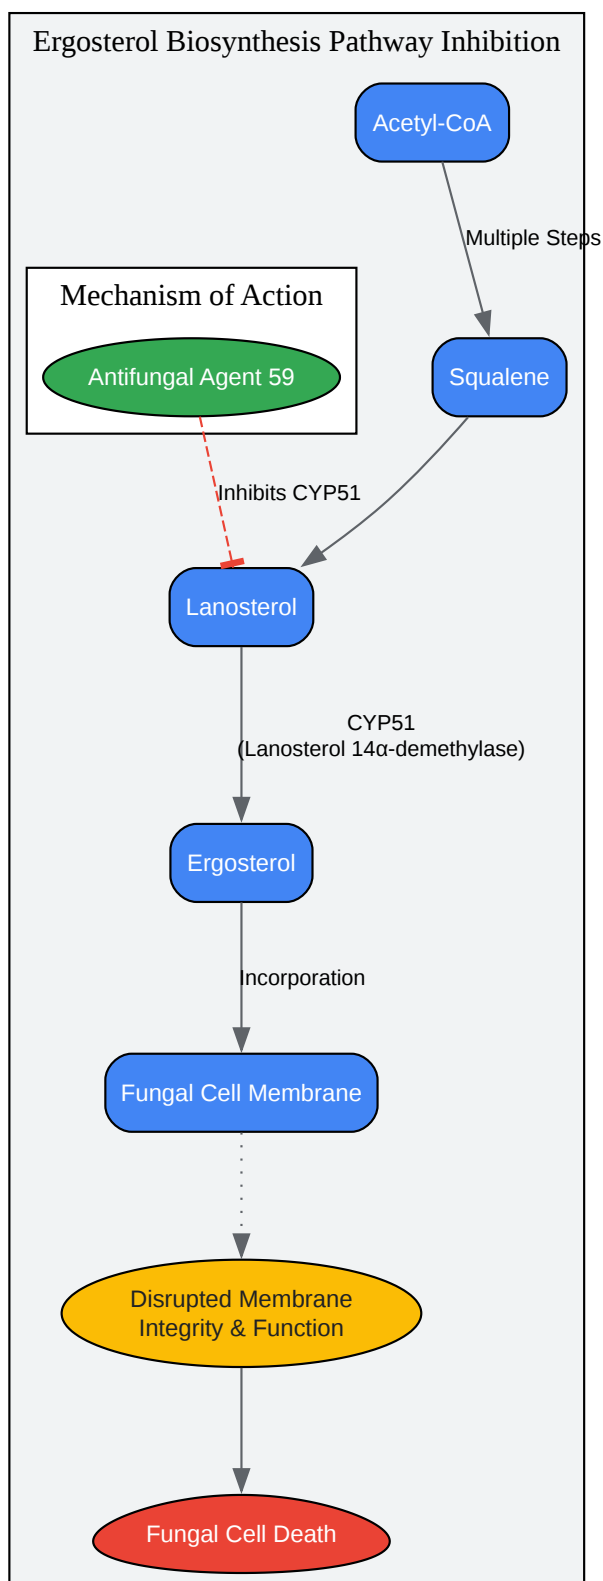 Ergosterol Biosynthesis Pathway Inhibition
Acetyl-CoA
Multiple Steps
Mechanism of Action
Antifungal Agent 59
Squalene
Inhibits CYP51
Lanosterol
CYP51
(Lanosterol 14α-demethylase)
Ergosterol
Incorporation
Fungal Cell Membrane
Disrupted Membrane
Integrity & Function
Fungal Cell Death